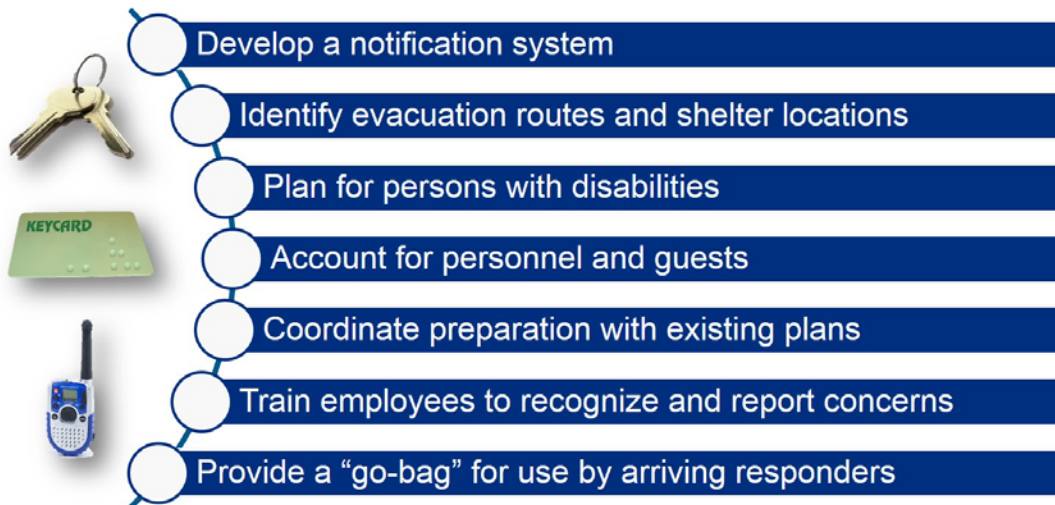 Develop a notification system
Identify evacuation routes and shelter locations
Plan for persons with disabilities
KEYCARD
Account for personnel and guests
Coordinate preparation with existing plans
Train employees to recognize and report concerns
Provide a “go-bag” for use by arriving responders